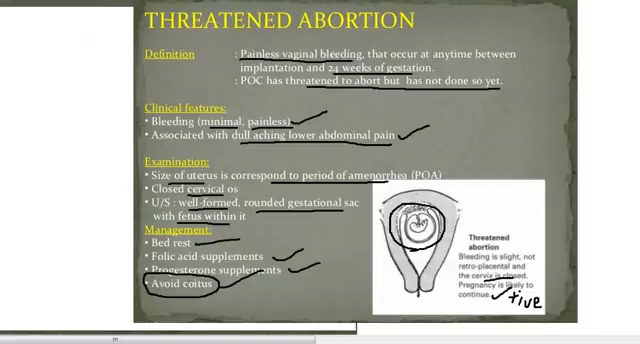 THREATENED ABORTION
Definition : Painless vaginal bleeding, that occur at anytime between
implantation and 24 weeks of gestation.
: POC has threatened to abort but has not done so yet.
Clinical features:
• Bleeding (minimal, painless)
• Associated with dull aching lower abdominal pain
Examination:
• Size of uterus is correspond to period of amenorrhea (POA)
• Closed cervical os
• U/S : well-formed, rounded gestational sac
with fetus within it
Management:
• Bed rest
• Folic acid supplements
• Progesterone supplements
• Avoid coitus
Threatened
abortion
Bleeding is slight, not
retro-placental and
the cervix is closed.
Pregnancy is likely to
continue.
+ive